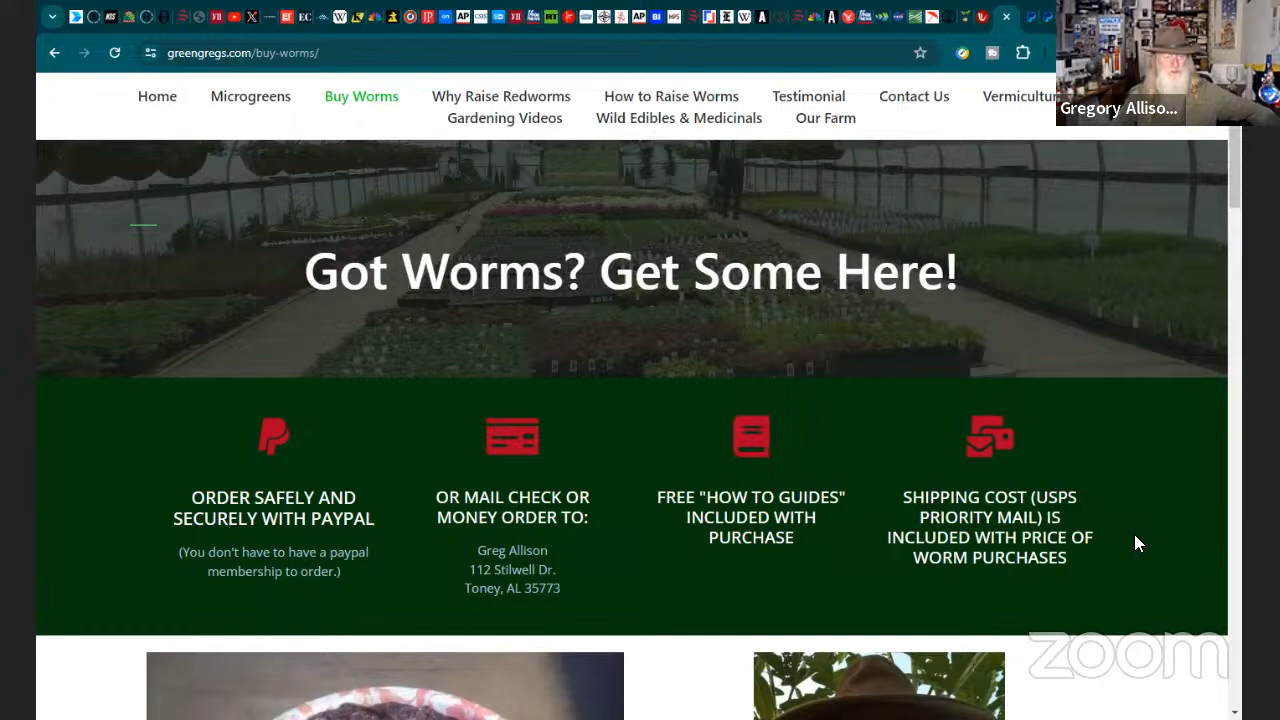 greengregs.com/buy-worms/
Home Microgreens Buy Worms Why Raise Redworms How to Raise Worms Testimonial Contact Us
Gardening Videos Wild Edibles & Medicinals Our Farm
Gregory Alliso...
Got Worms? Get Some Here!
ORDER SAFELY AND
SECURELY WITH PAYPAL
(You don't have to have a paypal
membership to order.)
OR MAIL CHECK OR
MONEY ORDER TO:
Greg Allison
112 Stilwell Dr.
Toney, AL 35773
FREE "HOW TO GUIDES"
INCLUDED WITH
PURCHASE
SHIPPING COST (USPS
PRIORITY MAIL) IS
INCLUDED WITH PRICE OF
WORM PURCHASES
zoom